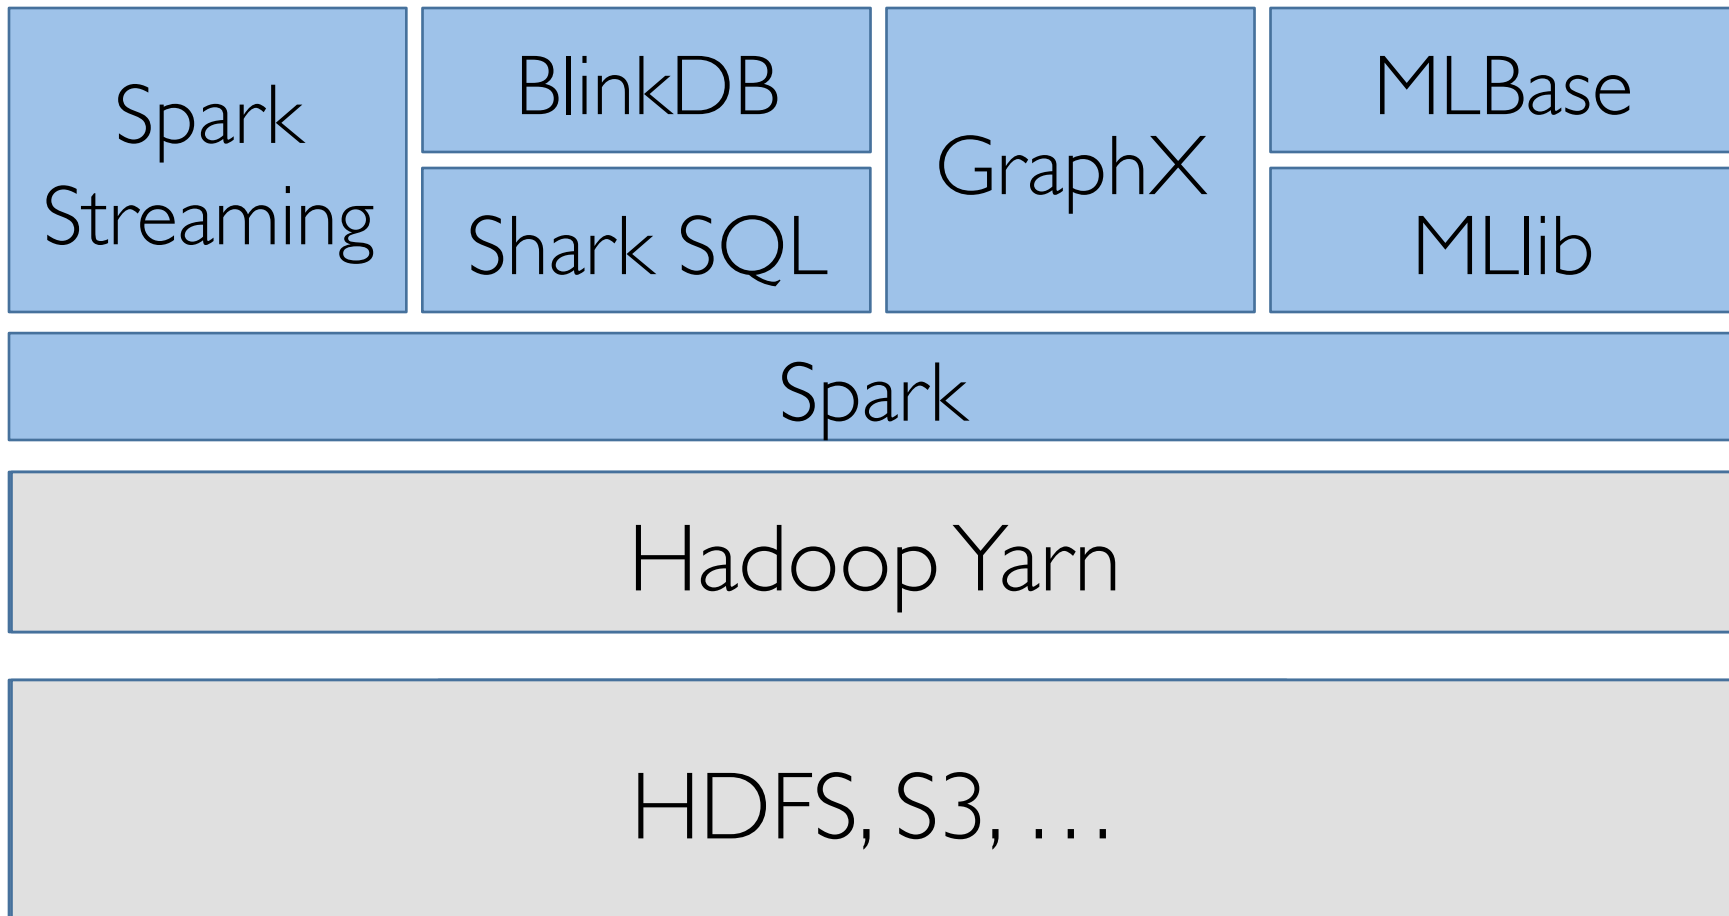 Spark
Streaming
BlinkDB
Shark SQL
GraphX
MLBase
MLlib
Spark
Hadoop Yarn
HDFS, S3, …